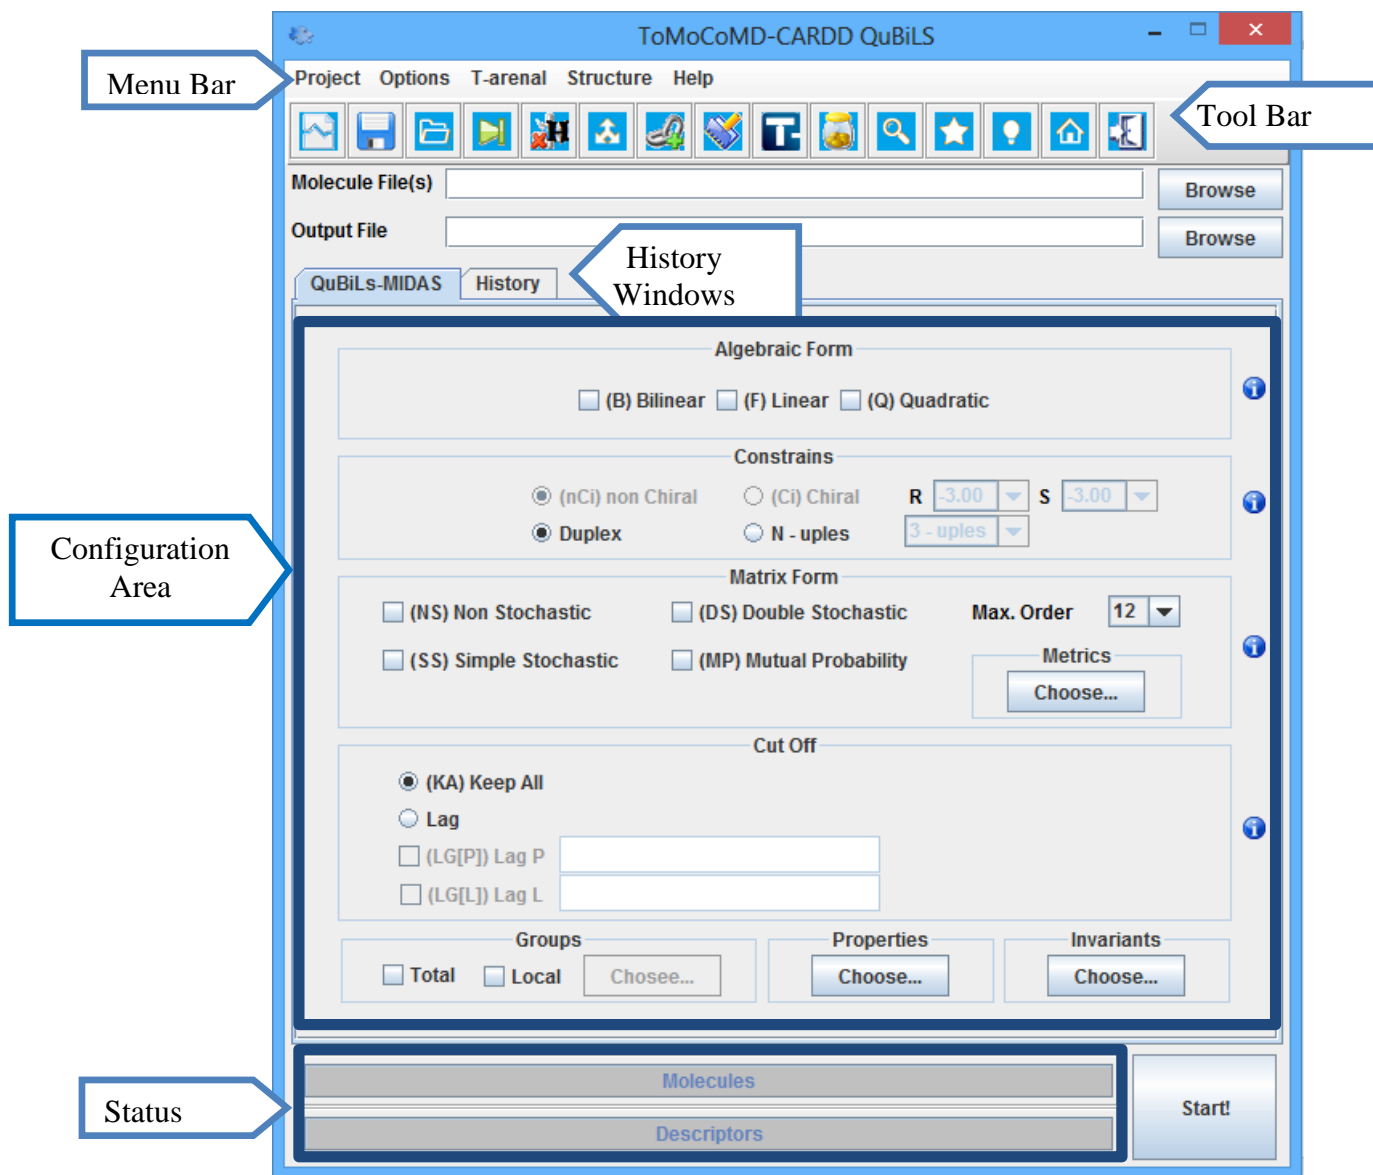 ToMoCoMD-CARDD QuBiLS
Menu Bar
Project Options T-arenal Structure Help
Tool Bar
H
T
Molecule File(s)
Browse
Output File
Browse
History
Windows
QuBiLs-MIDAS History
Algebraic Form
(B) Bilinear (F) Linear (Q) Quadratic
Constrains
(nCi) non Chiral (Ci) Chiral R -3.00 S -3.00
Duplex N - uples 3 - uples
Configuration
Area
Matrix Form
(NS) Non Stochastic (DS) Double Stochastic Max. Order 12
(SS) Simple Stochastic (MP) Mutual Probability Metrics
Choose...
Cut Off
(KA) Keep All
Lag
(LG[P]) Lag P
(LG[L]) Lag L
Groups Properties Invariants
Total Local Chosee... Choose... Choose...
Status
Molecules
Descriptors
Start!